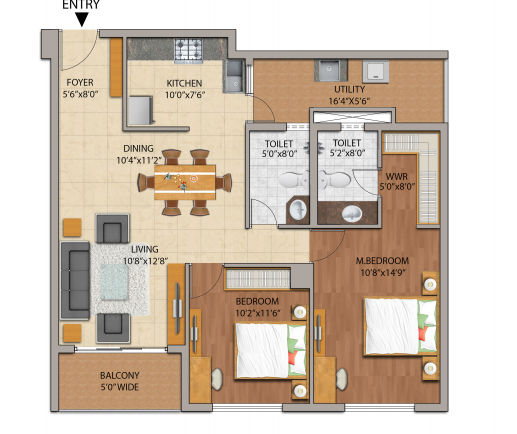 ENTRY
FOYER
5'6"x8'0"
KITCHEN
10'0"x7'6"
UTILITY
16'4X5'6"
DINING
10'4"x11'2"
TOILET
5'0"x8'0"
TOILET
5'2"x8'0"
WWR
5'0"x8'0"
LIVING
10'8"x12'8"
M.BEDROOM
10'8"x14'9"
BEDROOM
10'2"x11'6"
BALCONY
5'0"WIDE